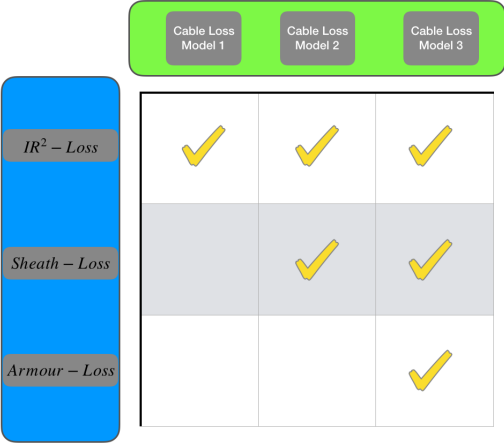 Cable Loss
Model 1
Cable Loss
Model 2
Cable Loss
Model 3
IR² – Loss
Sheath – Loss
Armour – Loss